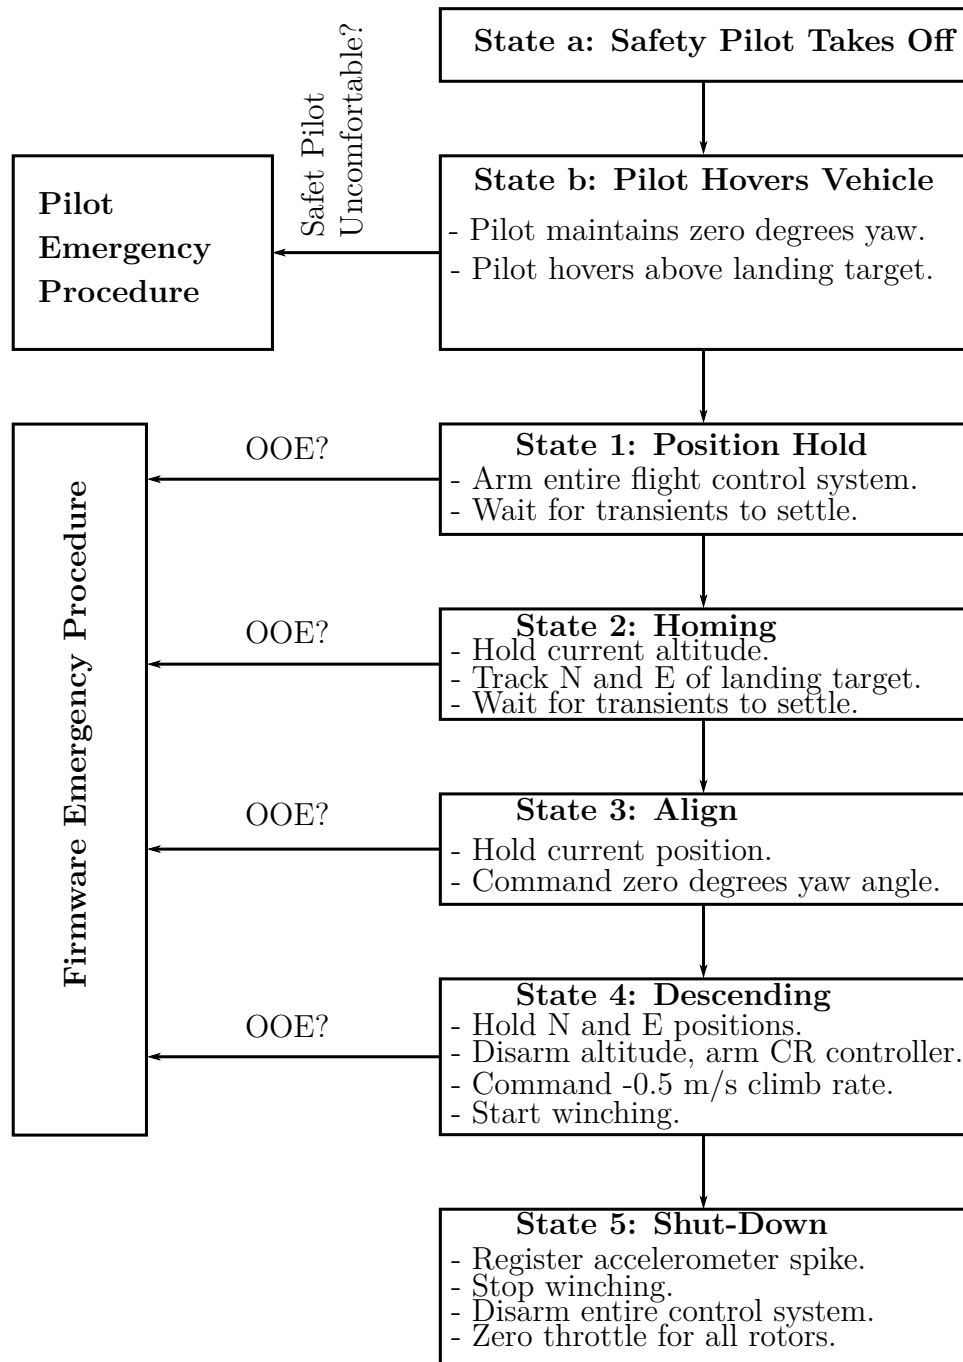 State a: Safety Pilot Takes Off
Safet Pilot
Uncomfortable?
Pilot
Emergency
Procedure
State b: Pilot Hovers Vehicle
- Pilot maintains zero degrees yaw.
- Pilot hovers above landing target.
Firmware Emergency Procedure
OOE?
State 1: Position Hold
- Arm entire flight control system.
- Wait for transients to settle.
OOE?
State 2: Homing
- Hold current altitude.
- Track N and E of landing target.
- Wait for transients to settle.
OOE?
State 3: Align
- Hold current position.
- Command zero degrees yaw angle.
OOE?
State 4: Descending
- Hold N and E positions.
- Disarm altitude, arm CR controller.
- Command -0.5 m/s climb rate.
- Start winching.
State 5: Shut-Down
- Register accelerometer spike.
- Stop winching.
- Disarm entire control system.
- Zero throttle for all rotors.